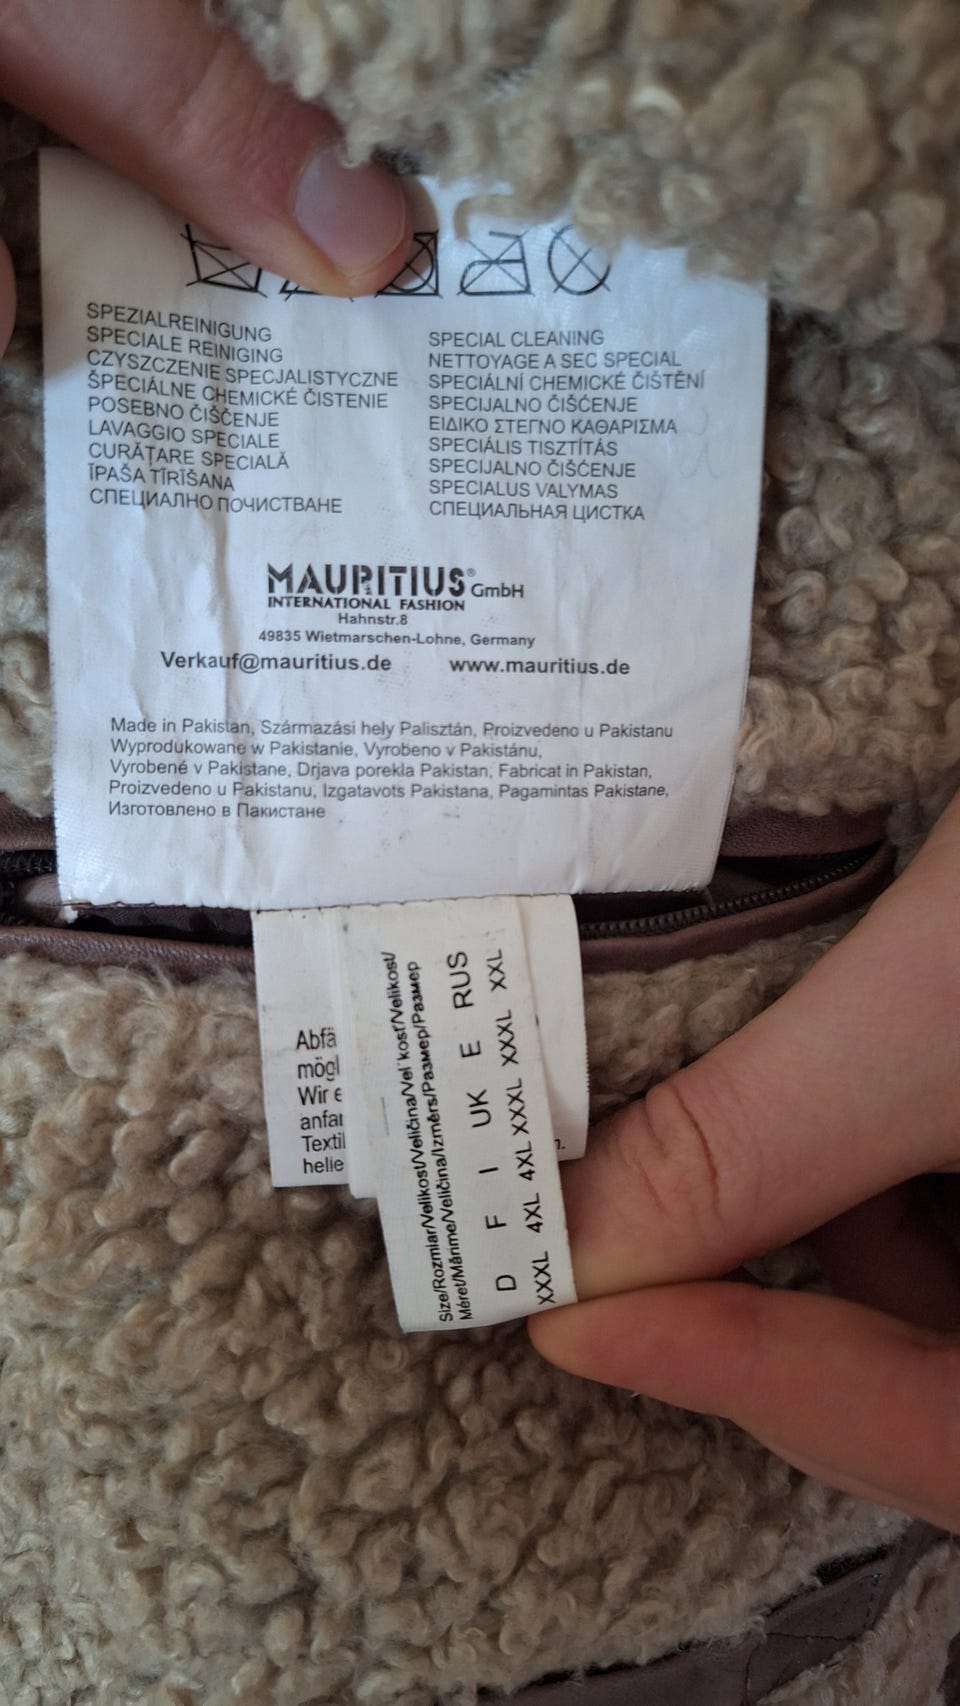 SPEZIALREINIGUNG
SPECIALE REINIGING
CZYSZCZENIE SPECJALISTYCZNE
ŠPECIÁLNE CHEMICKÉ ČISTENIE
POSEBNO ČIŠČENJE
LAVAGGIO SPECIALE
CURĂȚARE SPECIALĂ
ĪPAŠA TĪRĪŠANA
СПЕЦИАЛНО ПОЧИСТВАНЕ
SPECIAL CLEANING
NETTOYAGE A SEC SPECIAL
SPECIÁLNÍ CHEMICKÉ ČIŠTĚNÍ
SPECIJALNO ČIŠĆENJE
ΕΙΔΙΚΟ ΣΤΕΓΝΟ ΚΑΘΑΡΙΣΜΑ
SPECIÁLIS TISZTÍTÁS
SPECIJALNO ČIŠĆENJE
SPECIALUS VALYMAS
СПЕЦИАЛЬНАЯ ЦИСТКА
MAURITIUS® GmbH
INTERNATIONAL FASHION
Hahnstr.8
49835 Wietmarschen-Lohne, Germany
Verkauf@mauritius.de www.mauritius.de
Made in Pakistan, Származási hely Palisztán, Proizvedeno u Pakistanu
Wyprodukowane w Pakistanie, Vyrobeno v Pakistánu,
Vyrobené v Pakistane, Drjava porekla Pakistan, Fabricat in Pakistan,
Proizvedeno u Pakistanu, Izgatavots Pakistana, Pagamintas Pakistane,
Изготовлено в Пакистане
Abfä
mögl
Wir e
anfar
Textil
helle
n.
Size/Rozmiar/Velikost/Veličina/Vel´kosť/Velikost/
Méret/Mărime/Veličina/Izmērs/Размер/Размер
D F I UK E RUS
XXXL 4XL 4XL XXXL XXXL XXL